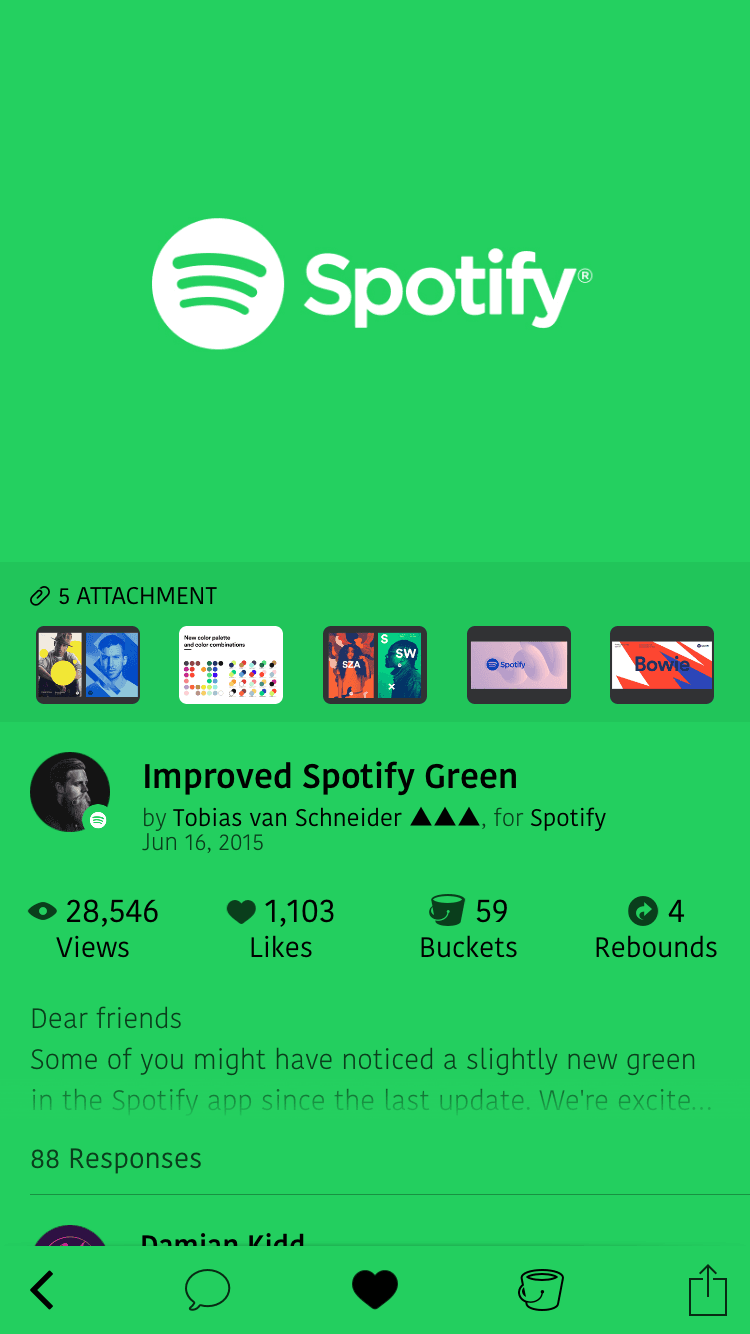 Spotify®
5 ATTACHMENT
New color palette
and color combinations
SZA
S
SW
Spotify
Bowie
Improved Spotify Green
by Tobias van Schneider ▲▲▲, for Spotify
Jun 16, 2015
28,546
Views
1,103
Likes
59
Buckets
4
Rebounds
Dear friends
Some of you might have noticed a slightly new green
in the Spotify app since the last update. We're excite...
88 Responses
Damian Kidd